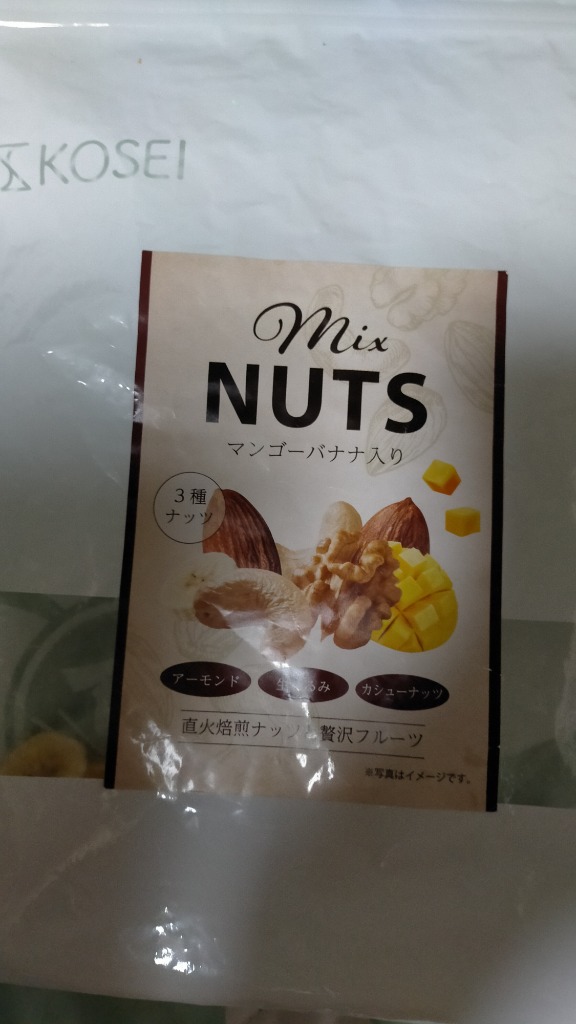 KOSEI
Mix
NUTS
マンゴーバナナ入り
3種
ナッツ
アーモンド
カシューナッツ
直火焙煎ナッツ 贅沢フルーツ
※写真はイメージです。